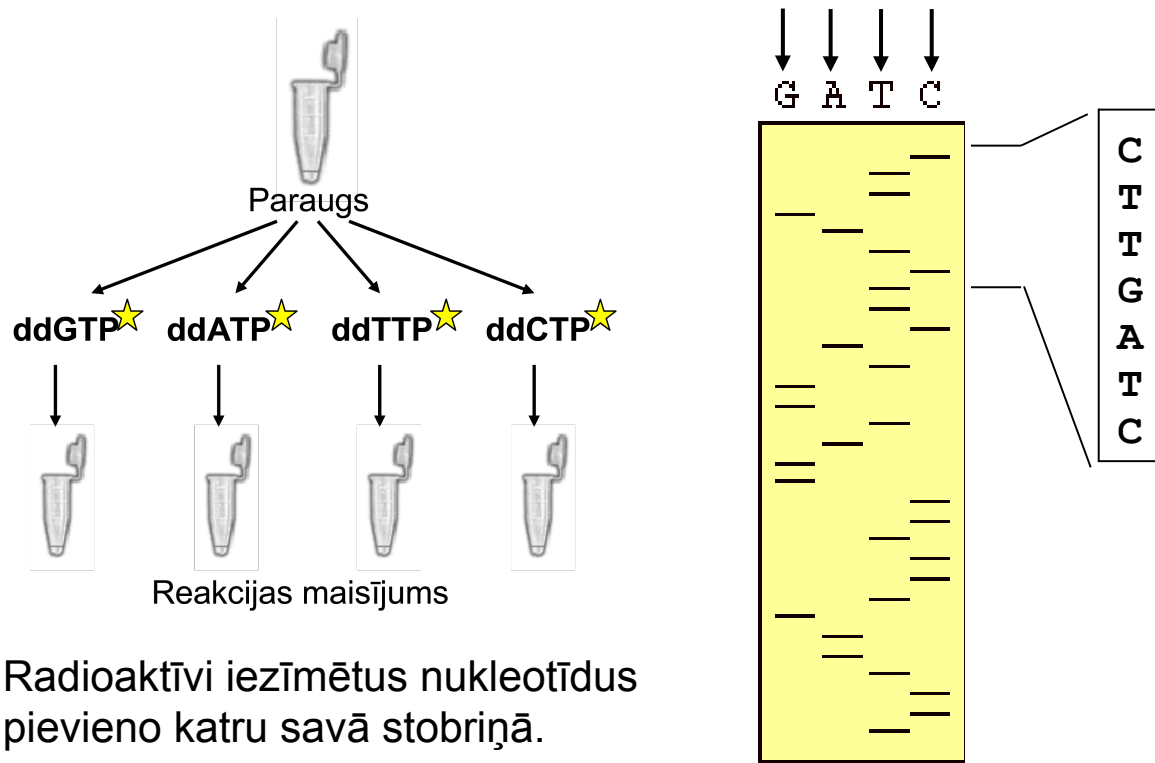 Paraugs
ddGTP ddATP ddTTP ddCTP
Reakcijas maisījums
Radioaktīvi iezīmētus nukleotīdus
pievieno katru savā stobriņā.
G A T C
C
T
T
G
A
T
C